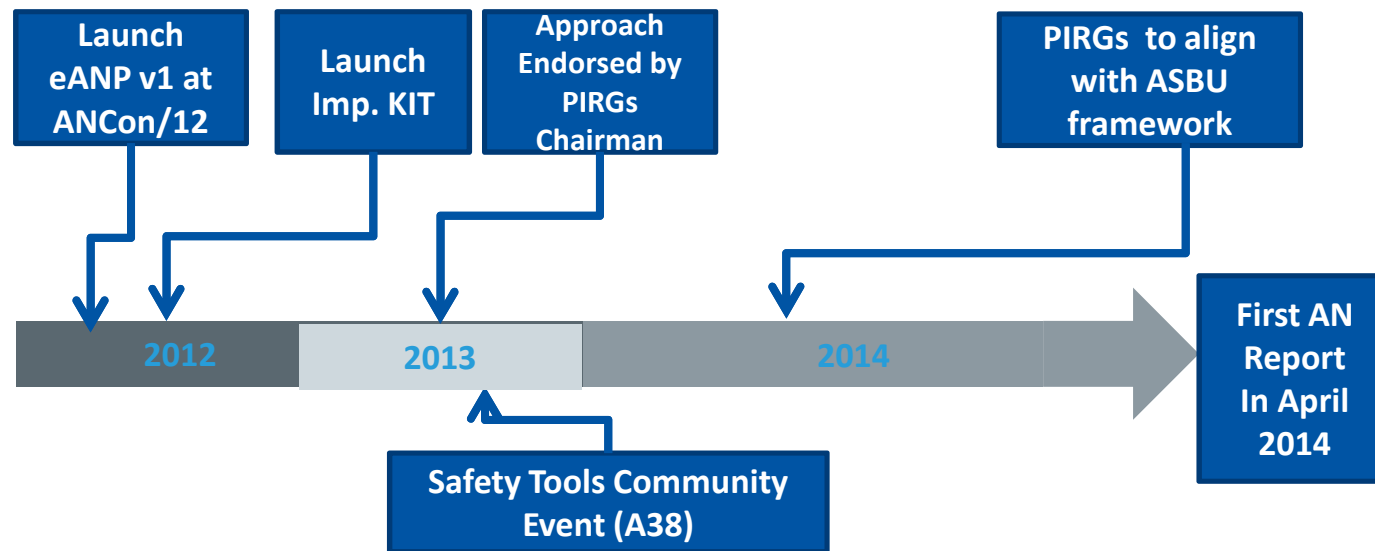 Launch
eANP v1 at
ANCon/12
Launch
Imp. KIT
Approach
Endorsed by
PIRGs
Chairman
PIRGs to align
with ASBU
framework
2012
2013
2014
First AN
Report
In April
2014
Safety Tools Community
Event (A38)